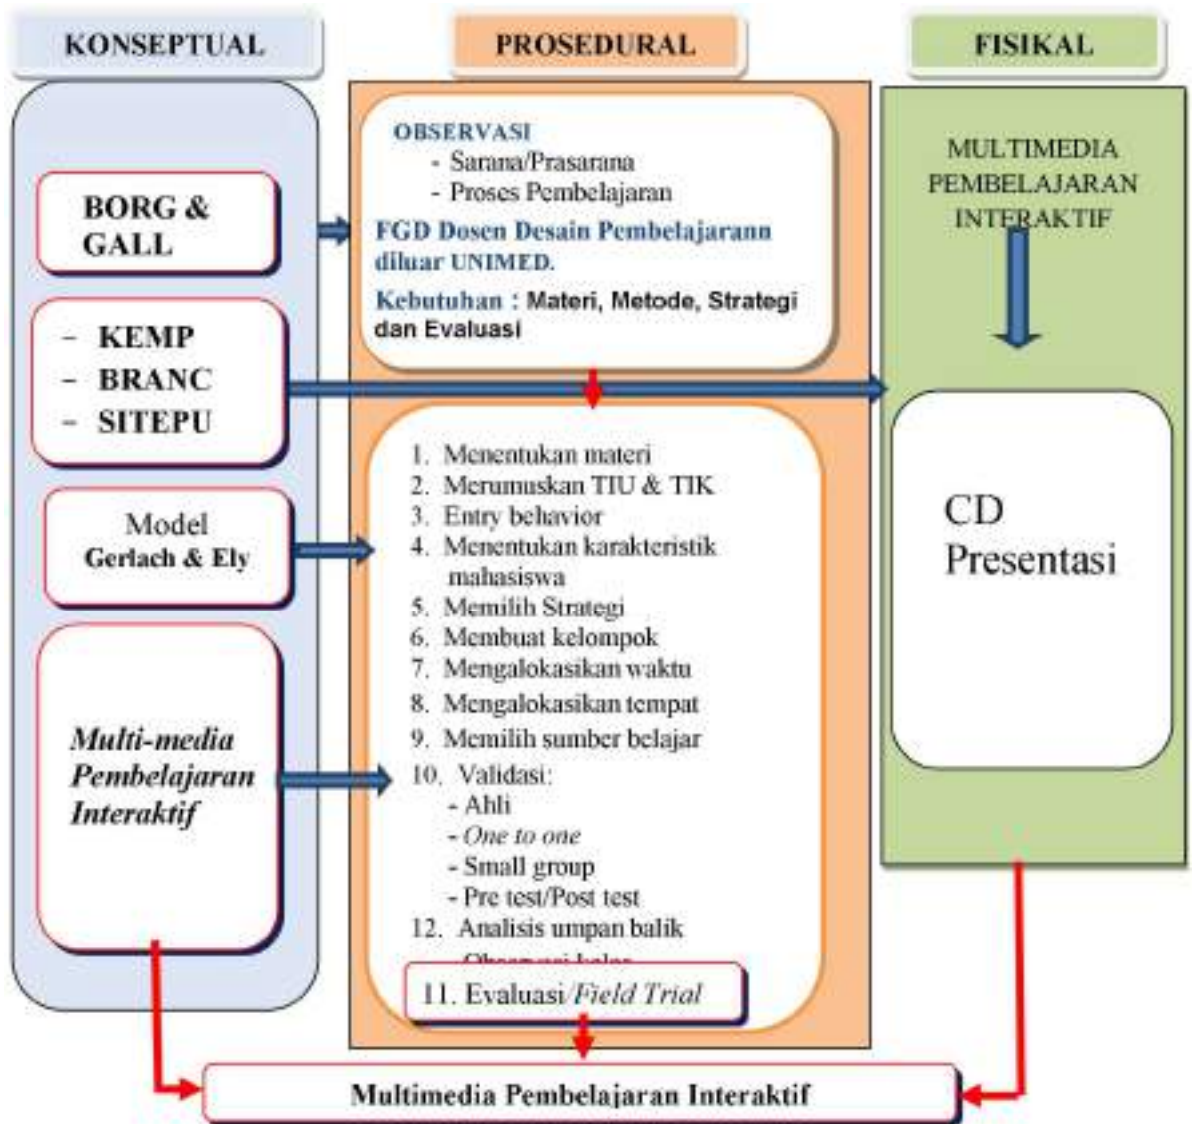 KONSEPTUAL
PROSEDURAL
FISIKAL
BORG &
GALL
- KEMP
- BRANC
- SITEPU
Model
Gerlach & Ely
Multi-media
Pembelajaran
Interaktif
OBSERVASI
- Sarana/Prasarana
- Proses Pembelajaran
FGD Dosen Desain Pembelajarann
diluar UNIMED.
Kebutuhan : Materi, Metode, Strategi
dan Evaluasi
1. Menentukan materi
2. Merumuskan TIU & TIK
3. Entry behavior
4. Menentukan karakteristik
mahasiswa
5. Memilih Strategi
6. Membuat kelompok
7. Mengalokasikan waktu
8. Mengalokasikan tempat
9. Memilih sumber belajar
10. Validasi:
- Ahli
- One to one
- Small group
- Pre test/Post test
12. Analisis umpan balik
11. Evaluasi/Field Trial
MULTIMEDIA
PEMBELAJARAN
INTERAKTIF
CD
Presentasi
Multimedia Pembelajaran Interaktif